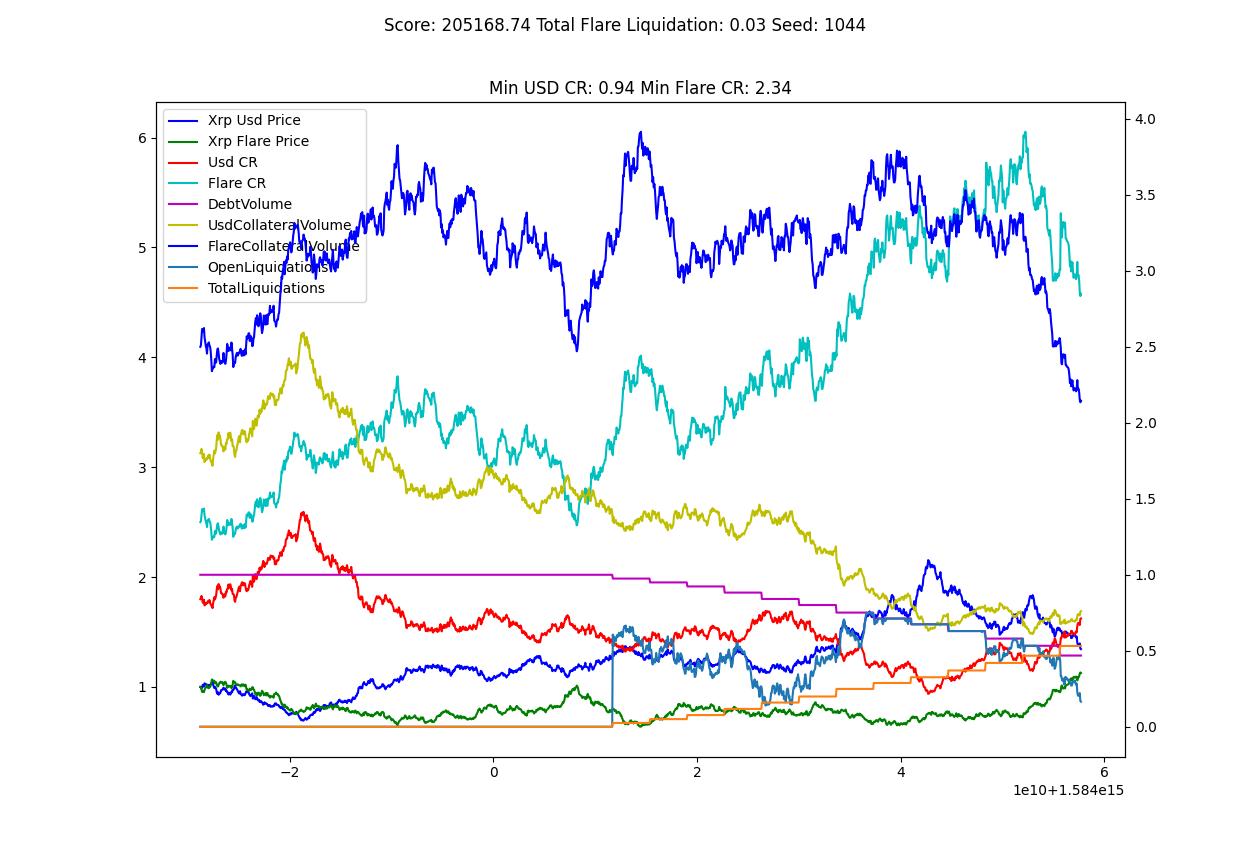 Score: 205168.74 Total Flare Liquidation: 0.03 Seed: 1044
Min USD CR: 0.94 Min Flare CR: 2.34
Xrp Usd Price
Xrp Flare Price
Usd CR
Flare CR
DebtVolume
UsdCollateralVolume
FlareCollateralVolume
OpenLiquidations
TotalLiquidations
6
5
4
3
2
1
4.0
3.5
3.0
2.5
2.0
1.5
1.0
0.5
0.0
−2
0
2
4
6
1e10+1.584e15